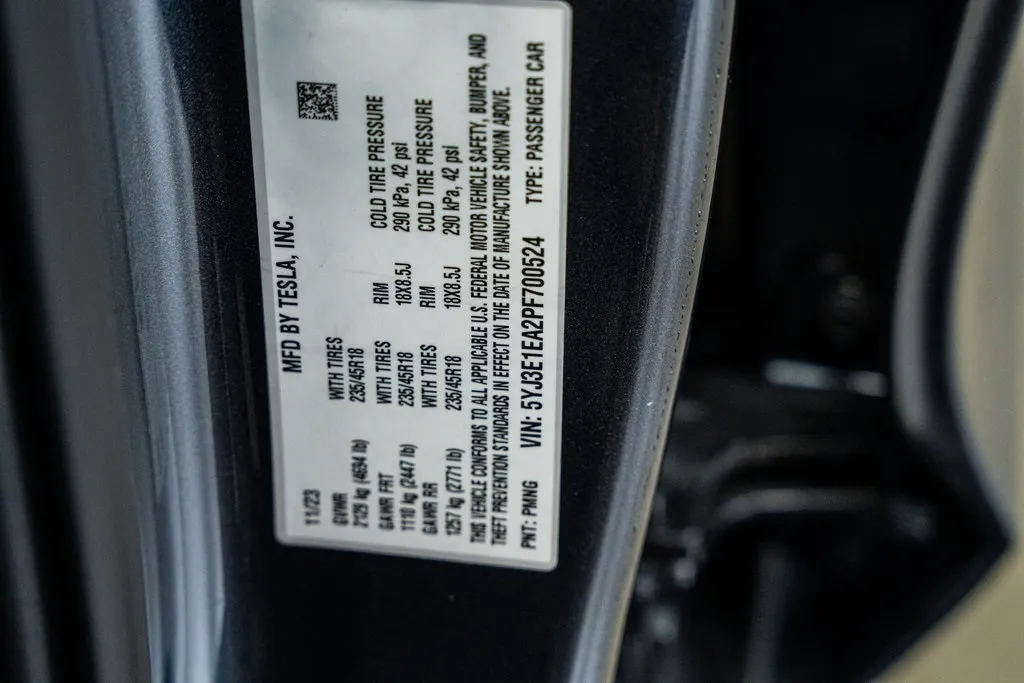 MFD BY TESLA, INC.
11/23
GVWR WITH TIRES
2129 kg (4694 lb) 235/45R18
GAWR FRT WITH TIRES RIM COLD TIRE PRESSURE
1110 kg (2447 lb) 235/45R18 18X8.5J 290 kPa, 42 psi
GAWR RR WITH TIRES RIM COLD TIRE PRESSURE
1257 kg (2771 lb) 235/45R18 18X8.5J 290 kPa, 42 psi
THIS VEHICLE CONFORMS TO ALL APPLICABLE U.S. FEDERAL MOTOR VEHICLE SAFETY, BUMPER, AND
THEFT PREVENTION STANDARDS IN EFFECT ON THE DATE OF MANUFACTURE SHOWN ABOVE.
PNT: PMNG VIN: 5YJ3E1EA2PF700524 TYPE: PASSENGER CAR